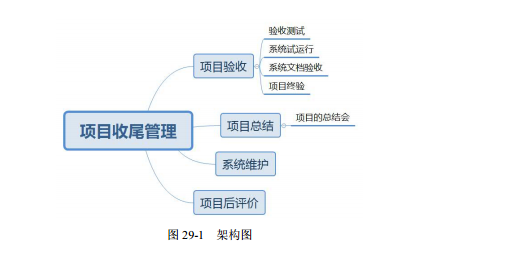 验收测试
系统试运行
项目验收
系统文档验收
项目终验
项目收尾管理
项目总结
项目的总结会
系统维护
项目后评价
图 29-1 架构图